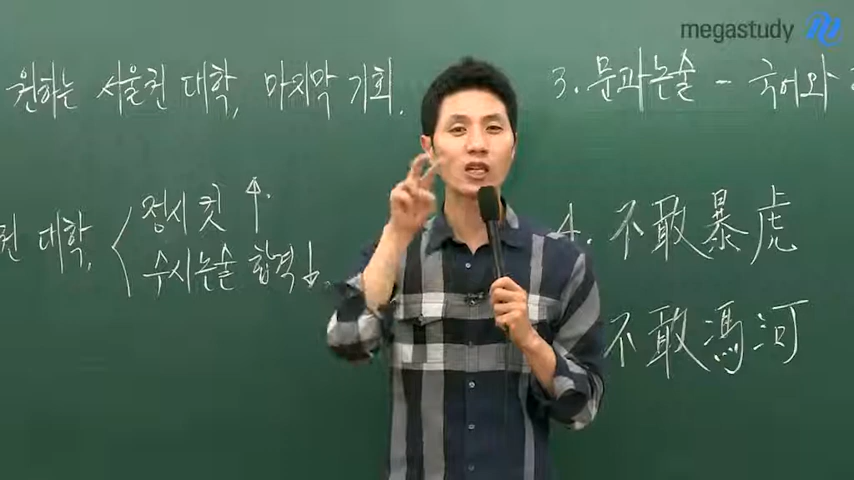 megastudy
원하는 서울권 대학, 마지막 기회.
권 대학, 정시 컷 ↑.
수시논술 합격 ↓
3. 문과논술 - 국어와
4. 不敢暴虎
不敢馮河